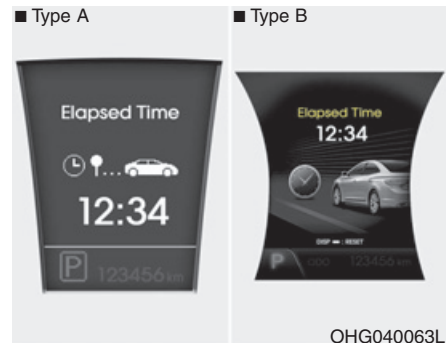 ■ Type A
Elapsed Time
12:34
P 123456 km
■ Type B
Elapsed Time
12:34
DISP ▬ : RESET
P ODO 123456 km
OHG040063L